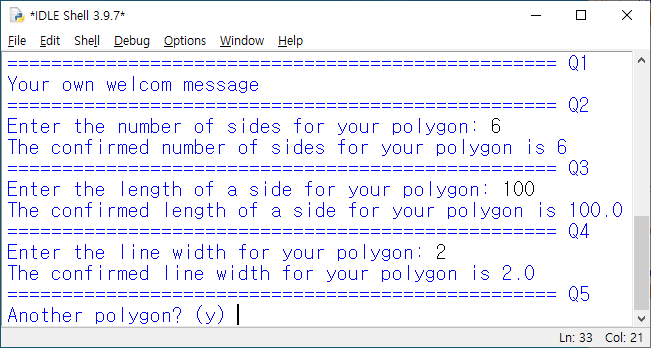 *IDLE Shell 3.9.7*
File Edit Shell Debug Options Window Help
================================================== Q1
Your own welcom message
================================================== Q2
Enter the number of sides for your polygon: 6
The confirmed number of sides for your polygon is 6
================================================== Q3
Enter the length of a side for your polygon: 100
The confirmed length of a side for your polygon is 100.0
================================================== Q4
Enter the line width for your polygon: 2
The confirmed line width for your polygon is 2.0
================================================== Q5
Another polygon? (y)
Ln: 33 Col: 21